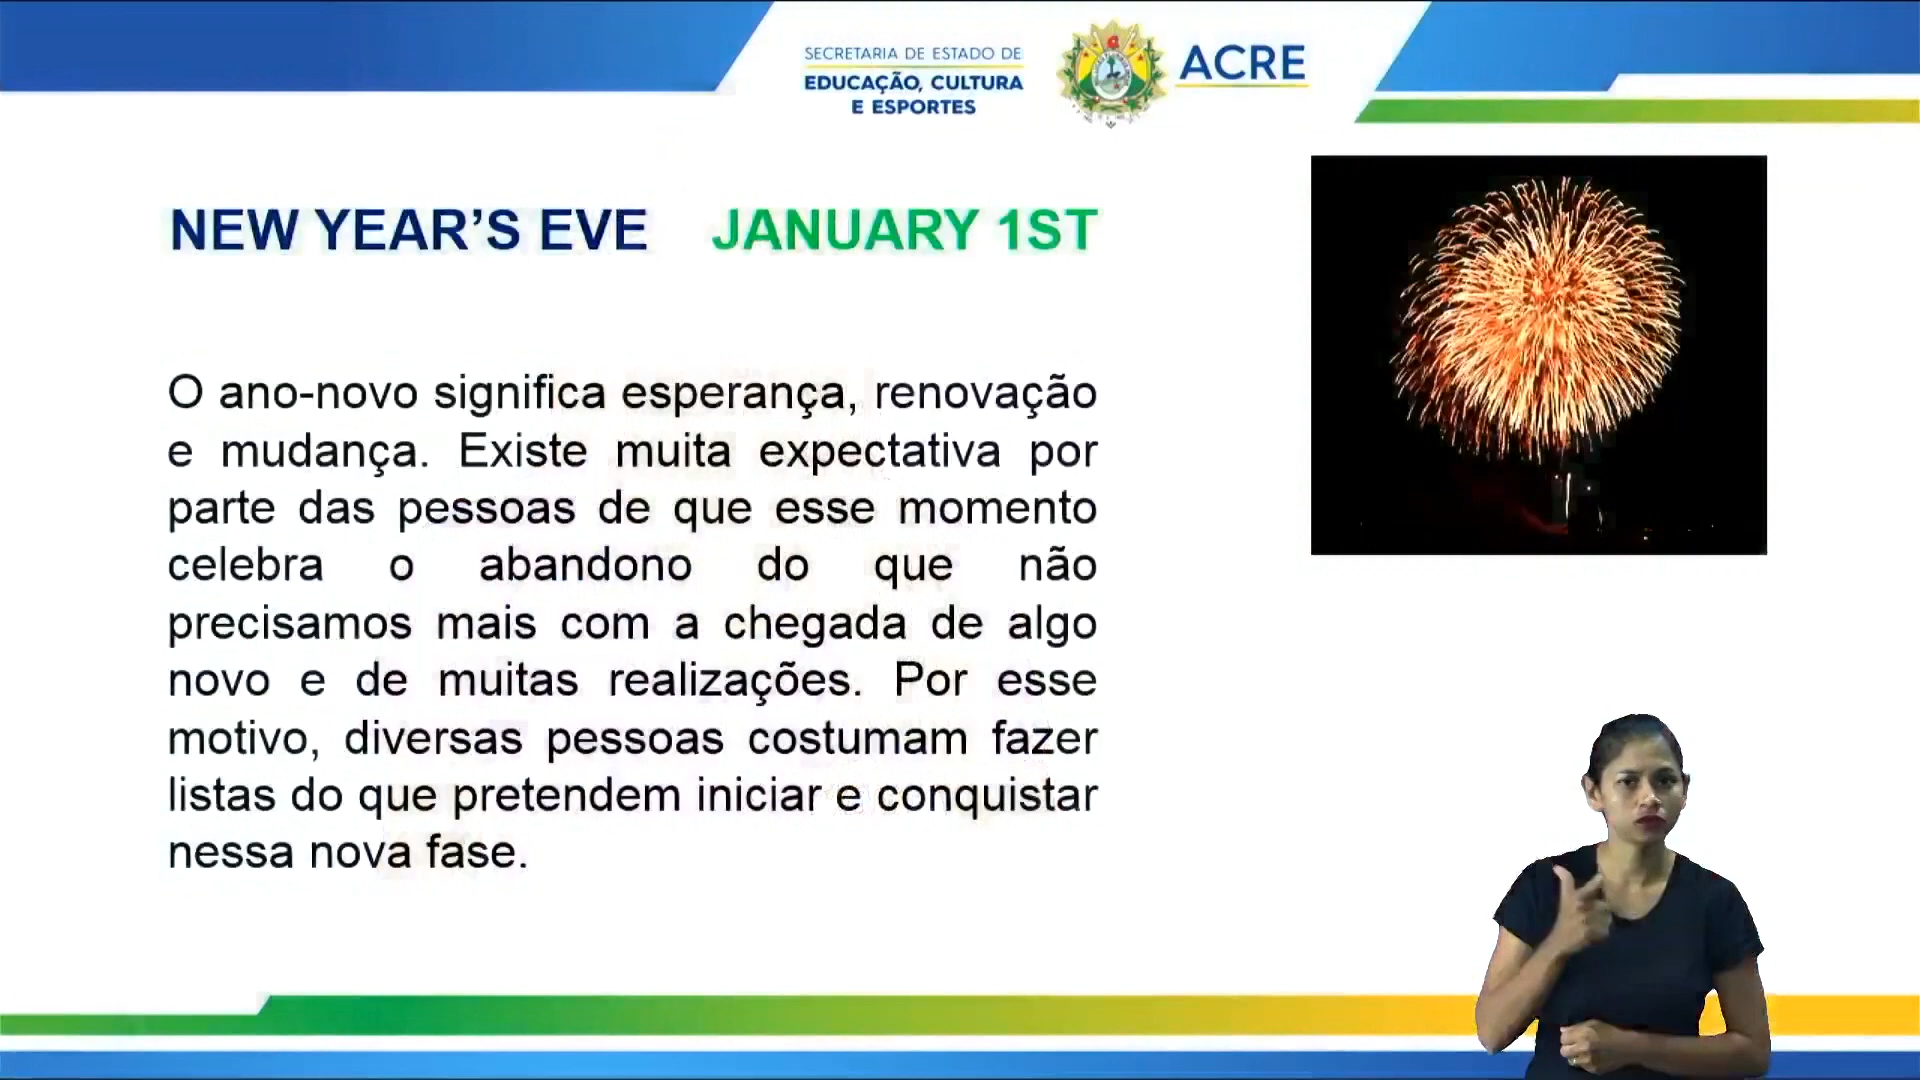 SECRETARIA DE ESTADO DE
EDUCAÇÃO, CULTURA
E ESPORTES
ACRE
NEW YEAR’S EVE JANUARY 1ST
O ano-novo significa esperança, renovação
e mudança. Existe muita expectativa por
parte das pessoas de que esse momento
celebra o abandono do que não
precisamos mais com a chegada de algo
novo e de muitas realizações. Por esse
motivo, diversas pessoas costumam fazer
listas do que pretendem iniciar e conquistar
nessa nova fase.